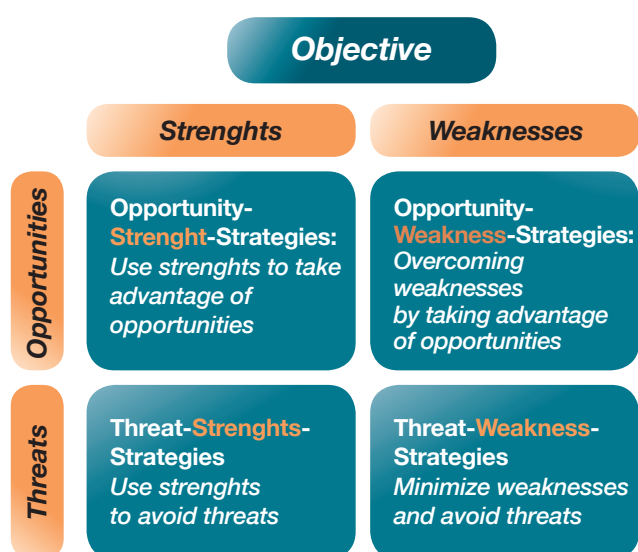 Objective
Strenghts
Weaknesses
Opportunities
Opportunity-
Strenght-Strategies:
Use strenghts to take
advantage of
opportunities
Opportunity-
Weakness-Strategies:
Overcoming
weaknesses
by taking advantage
of opportunities
Threats
Threat-Strenghts-
Strategies
Use strenghts
to avoid threats
Threat-Weakness-
Strategies
Minimize weaknesses
and avoid threats